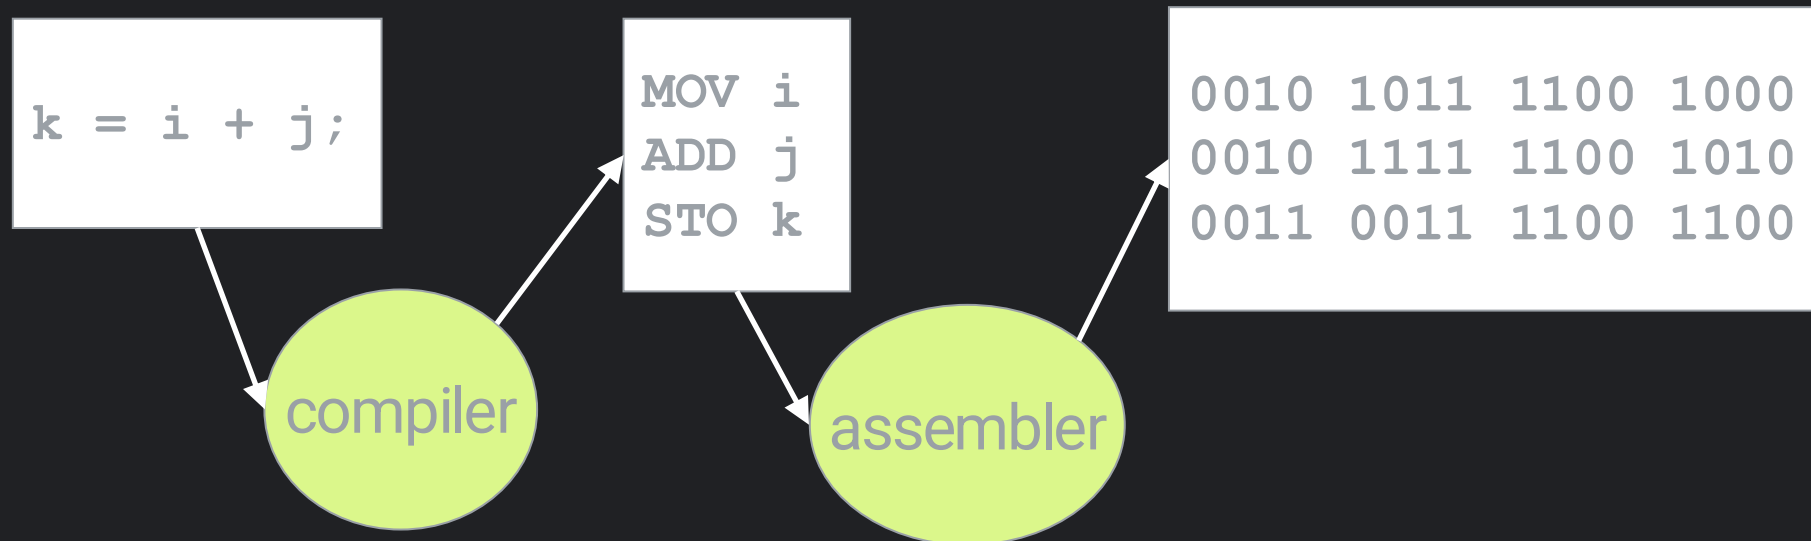 k = i + j;
compiler
MOV i
ADD j
STO k
assembler
0010 1011 1100 1000
0010 1111 1100 1010
0011 0011 1100 1100